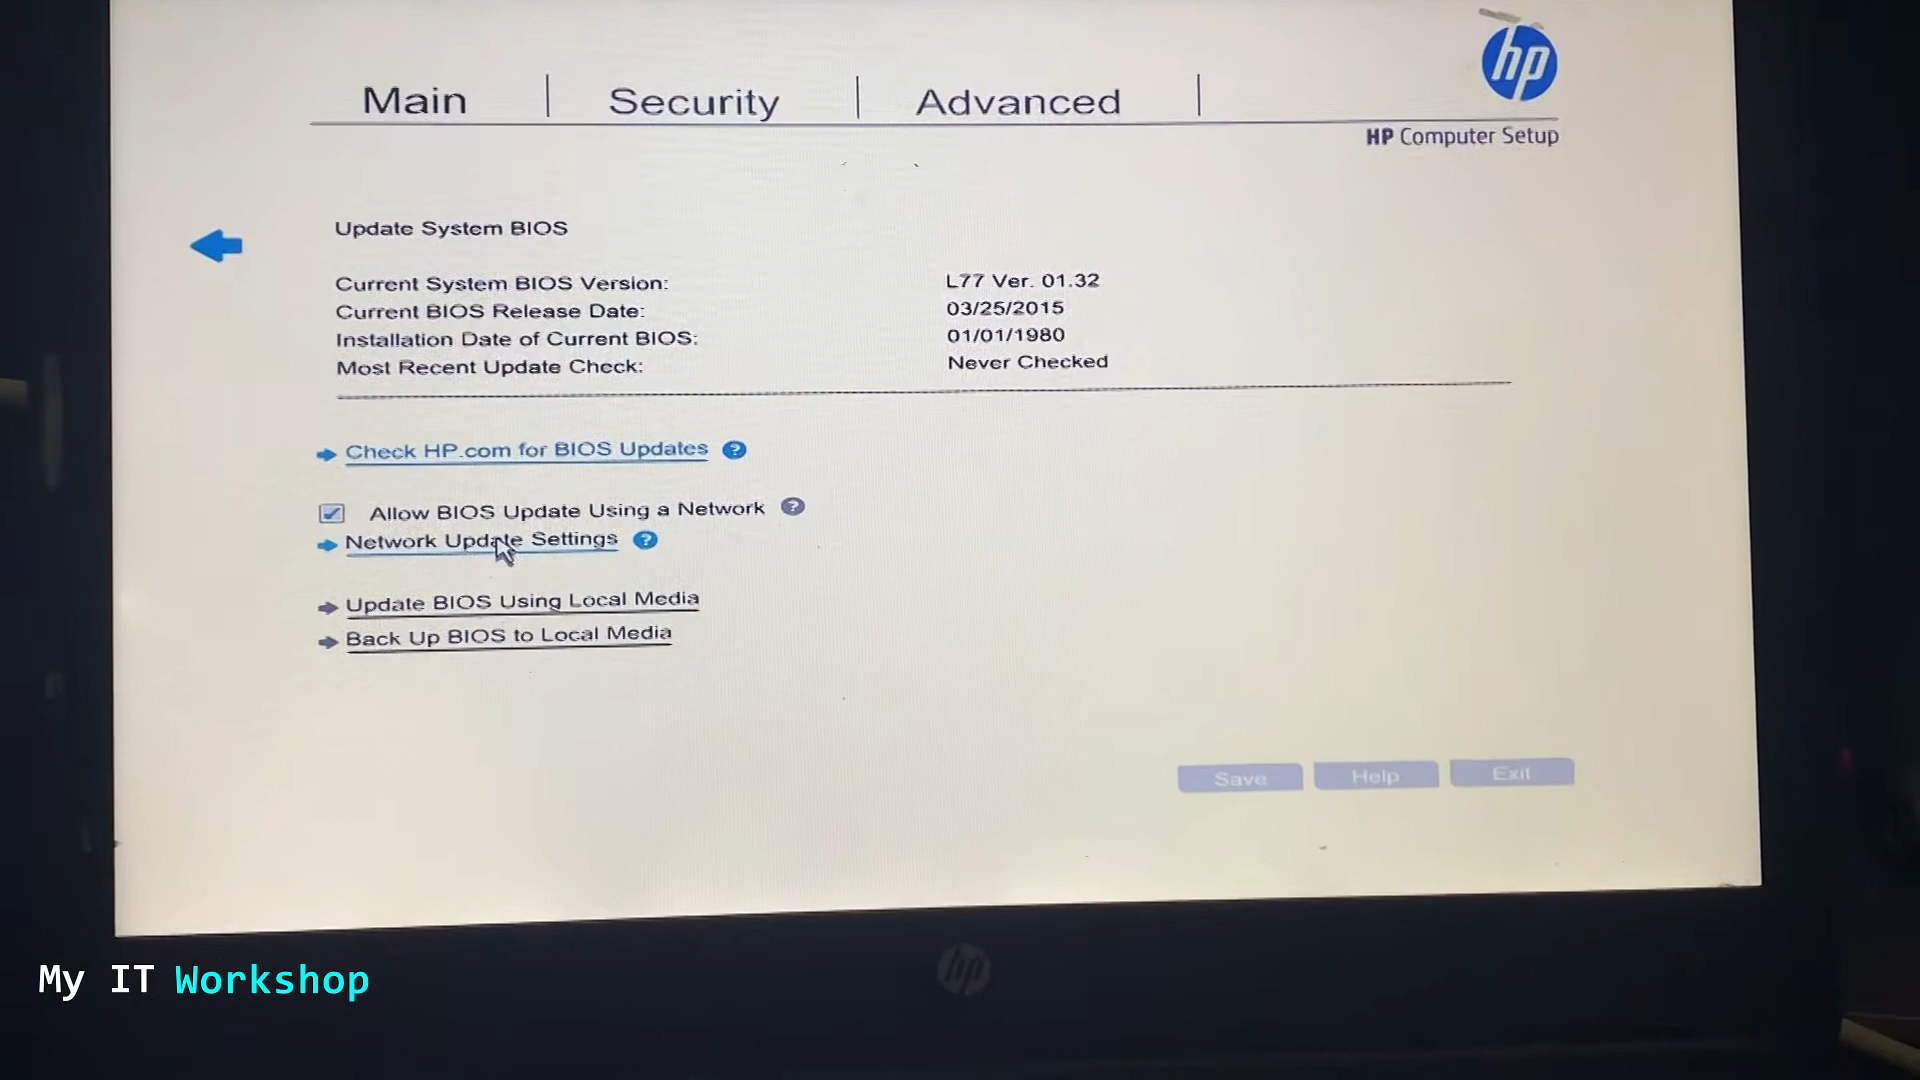 hp
Main
Security
Advanced
HP Computer Setup
Update System BIOS
Current System BIOS Version: L77 Ver. 01.32
Current BIOS Release Date: 03/25/2015
Installation Date of Current BIOS: 01/01/1980
Most Recent Update Check: Never Checked
Check HP.com for BIOS Updates ?
Allow BIOS Update Using a Network ?
Network Update Settings ?
Update BIOS Using Local Media
Back Up BIOS to Local Media
Save
Help
Exit
hp
My IT Workshop